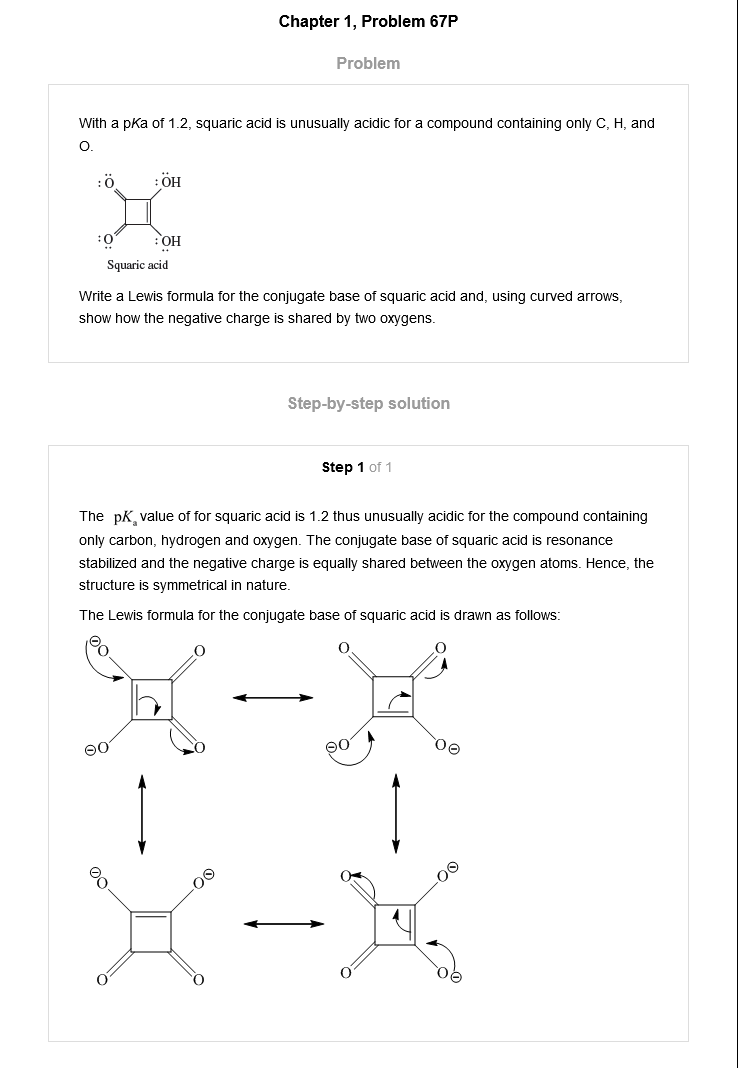 Chapter 1, Problem 67P
Problem
With a pKa of 1.2, squaric acid is unusually acidic for a compound containing only C, H, and
O.
:Ö :ÖH
:O :OH
Squaric acid
Write a Lewis formula for the conjugate base of squaric acid and, using curved arrows,
show how the negative charge is shared by two oxygens.
Step-by-step solution
Step 1 of 1
The pKa value of for squaric acid is 1.2 thus unusually acidic for the compound containing
only carbon, hydrogen and oxygen. The conjugate base of squaric acid is resonance
stabilized and the negative charge is equally shared between the oxygen atoms. Hence, the
structure is symmetrical in nature.
The Lewis formula for the conjugate base of squaric acid is drawn as follows:
⊖O O O O
⊖O O ⊖O O⊖
⊖O O⊖ O O⊖
O O O O⊖